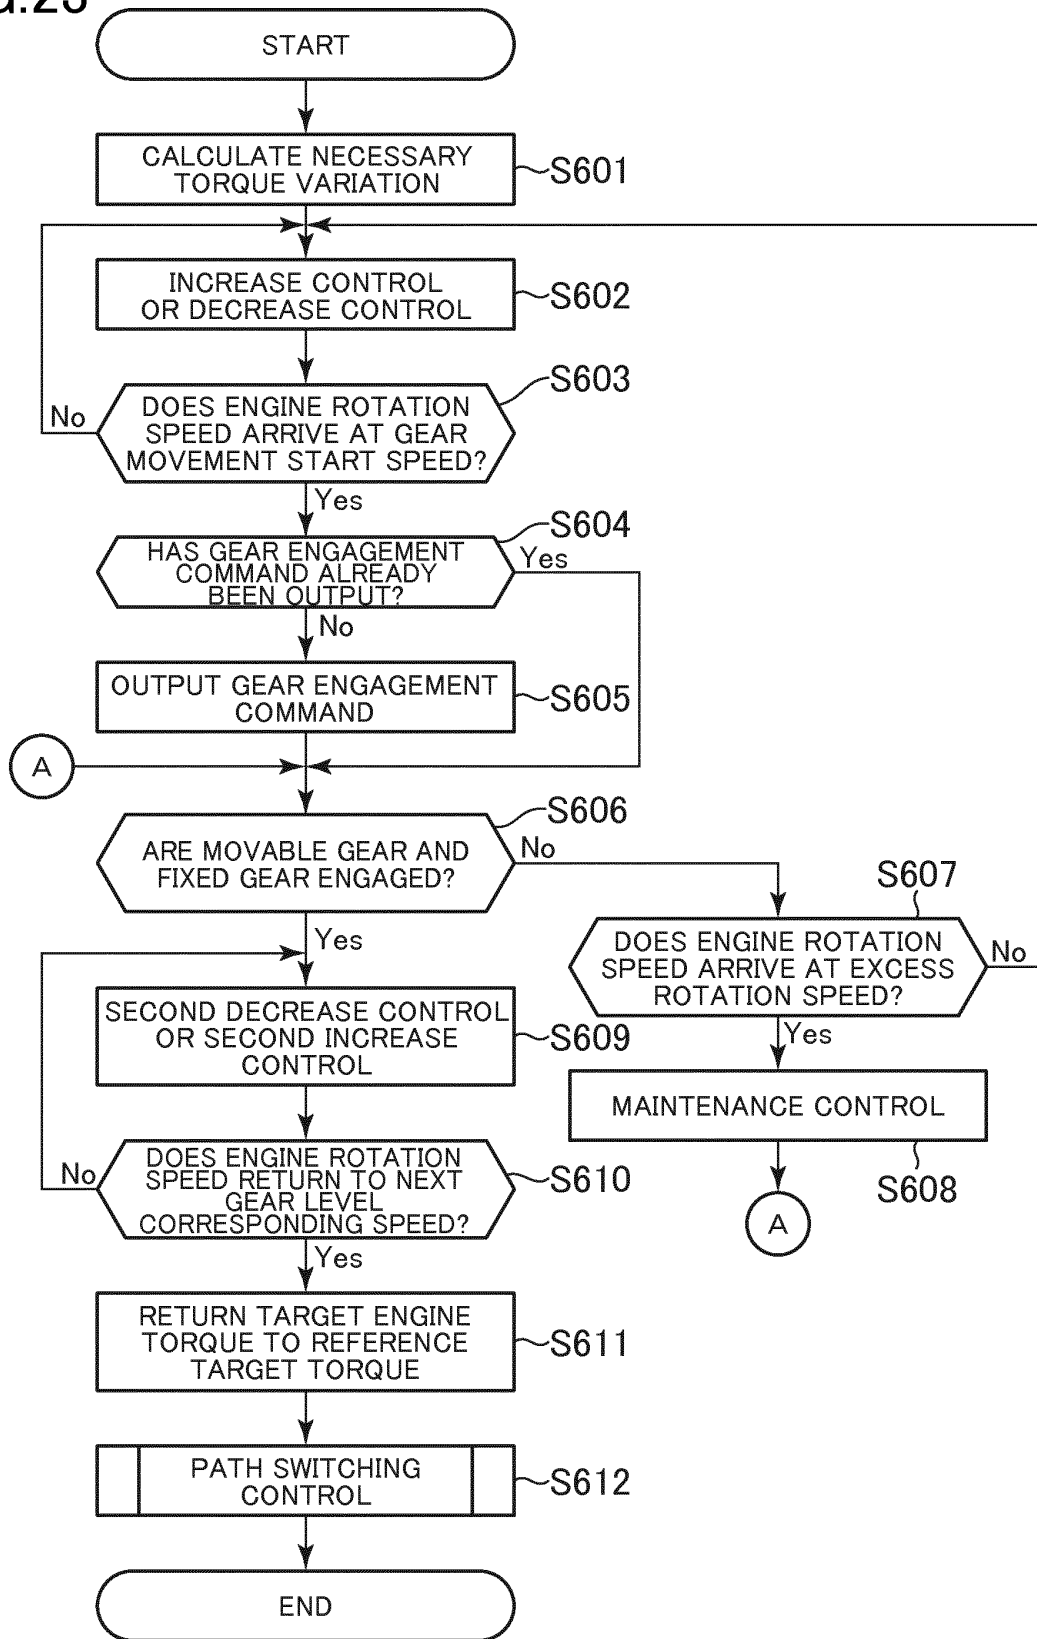 START
CALCULATE NECESSARY
TORQUE VARIATION
S601
INCREASE CONTROL
OR DECREASE CONTROL
S602
DOES ENGINE ROTATION
SPEED ARRIVE AT GEAR
MOVEMENT START SPEED?
S603
No
Yes
HAS GEAR ENGAGEMENT
COMMAND ALREADY
BEEN OUTPUT?
S604
Yes
No
OUTPUT GEAR ENGAGEMENT
COMMAND
S605
A
ARE MOVABLE GEAR AND
FIXED GEAR ENGAGED?
S606
No
Yes
S607
DOES ENGINE ROTATION
SPEED ARRIVE AT EXCESS
ROTATION SPEED?
No
Yes
MAINTENANCE CONTROL
S608
A
SECOND DECREASE CONTROL
OR SECOND INCREASE
CONTROL
S609
DOES ENGINE ROTATION
SPEED RETURN TO NEXT
GEAR LEVEL
CORRESPONDING SPEED?
S610
No
Yes
RETURN TARGET ENGINE
TORQUE TO REFERENCE
TARGET TORQUE
S611
PATH SWITCHING
CONTROL
S612
END